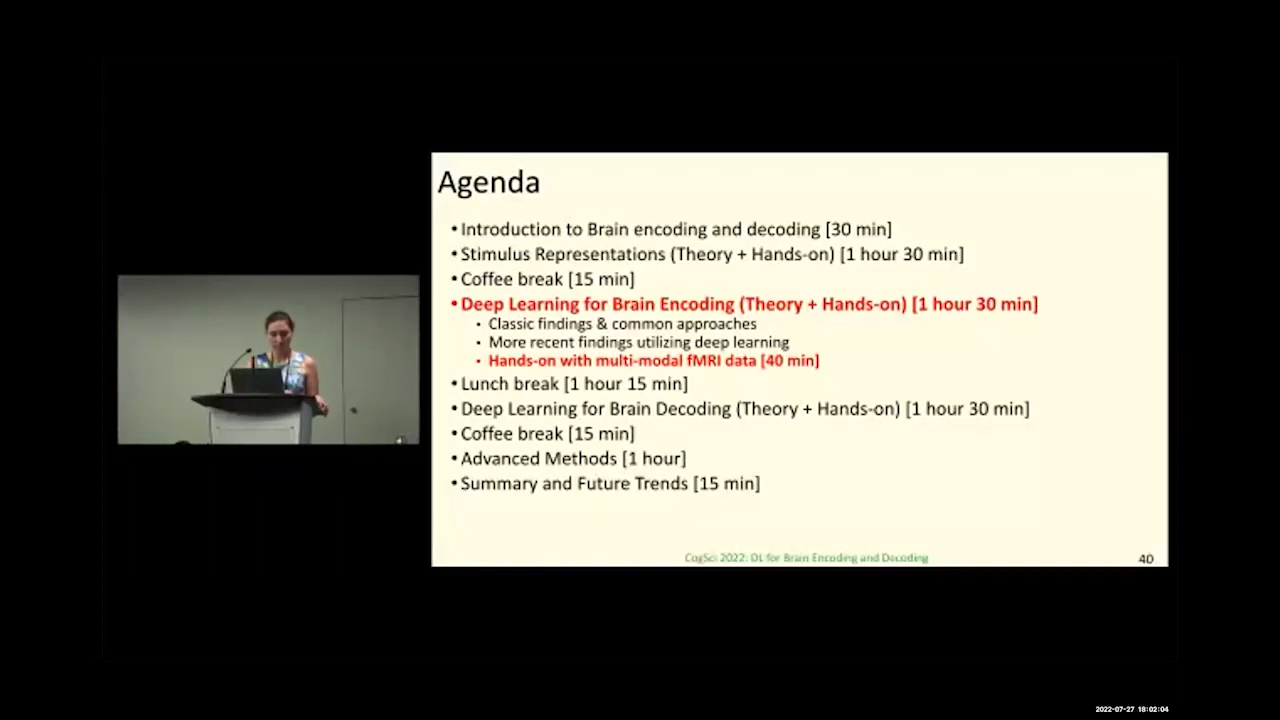 Agenda
• Introduction to Brain encoding and decoding [30 min]
• Stimulus Representations (Theory + Hands-on) [1 hour 30 min]
• Coffee break [15 min]
• Deep Learning for Brain Encoding (Theory + Hands-on) [1 hour 30 min]
• Classic findings & common approaches
• More recent findings utilizing deep learning
• Hands-on with multi-modal fMRI data [40 min]
• Lunch break [1 hour 15 min]
• Deep Learning for Brain Decoding (Theory + Hands-on) [1 hour 30 min]
• Coffee break [15 min]
• Advanced Methods [1 hour]
• Summary and Future Trends [15 min]
CogSci 2022: DL for Brain Encoding and Decoding
40
2022-07-27 18:02:04